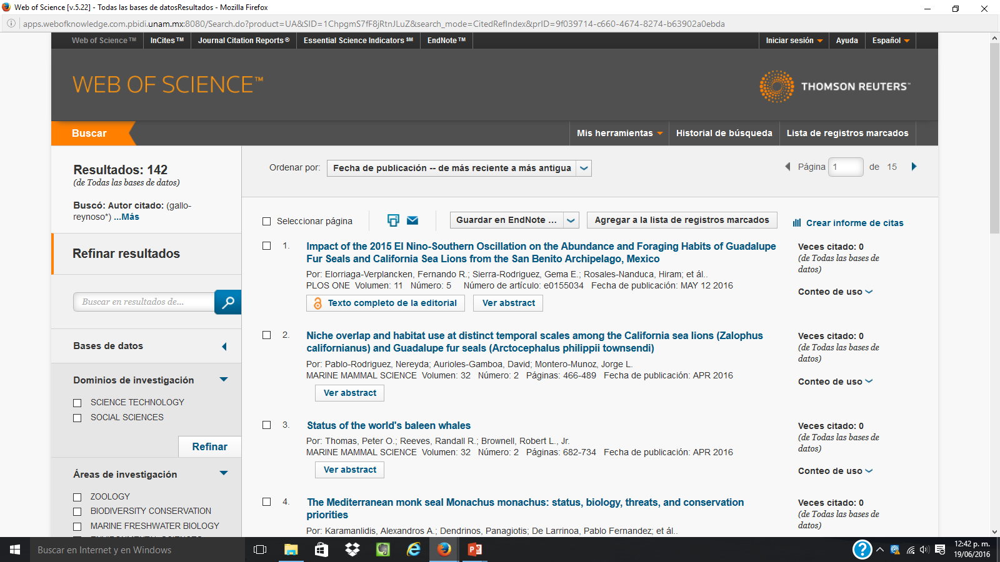 Web of Science [v.5.22] - Todas las bases de datosResultados - Mozilla Firefox
apps.webofknowledge.com.pbidi.unam.mx:8080/Search.do?product=UA&SID=1ChpgmS7fF8jRtnJLuZ&search_mode=CitedRefIndex&prID=9f039714-c660-4674-8274-b63902a0ebda
Web of Science™ InCites™ Journal Citation Reports® Essential Science Indicators℠ EndNote™ Iniciar sesión Ayuda Español
WEB OF SCIENCE™
THOMSON REUTERS™
Buscar
Mis herramientas Historial de búsqueda Lista de registros marcados
Resultados: 142
(de Todas las bases de datos)
Buscó: Autor citado: (gallo-
reynoso*) ...Más
Refinar resultados
Buscar en resultados de...
Bases de datos
Dominios de investigación
SCIENCE TECHNOLOGY
SOCIAL SCIENCES
Refinar
Áreas de investigación
ZOOLOGY
BIODIVERSITY CONSERVATION
MARINE FRESHWATER BIOLOGY
Ordenar por: Fecha de publicación -- de más reciente a más antigua
Página 1 de 15
Seleccionar página
Guardar en EndNote ...
Agregar a la lista de registros marcados
Crear informe de citas
1. Impact of the 2015 El Nino-Southern Oscillation on the Abundance and Foraging Habits of Guadalupe
Fur Seals and California Sea Lions from the San Benito Archipelago, Mexico
Por: Elorriaga-Verplancken, Fernando R.; Sierra-Rodriguez, Gema E.; Rosales-Nanduca, Hiram; et ál..
PLOS ONE Volumen: 11 Número: 5 Número de artículo: e0155034 Fecha de publicación: MAY 12 2016
Texto completo de la editorial Ver abstract
Veces citado: 0
(de Todas las bases de
datos)
Conteo de uso
2. Niche overlap and habitat use at distinct temporal scales among the California sea lions (Zalophus
californianus) and Guadalupe fur seals (Arctocephalus philippii townsendi)
Por: Pablo-Rodriguez, Nereyda; Aurioles-Gamboa, David; Montero-Munoz, Jorge L.
MARINE MAMMAL SCIENCE Volumen: 32 Número: 2 Páginas: 466-489 Fecha de publicación: APR 2016
Ver abstract
Veces citado: 0
(de Todas las bases de
datos)
Conteo de uso
3. Status of the world's baleen whales
Por: Thomas, Peter O.; Reeves, Randall R.; Brownell, Robert L., Jr.
MARINE MAMMAL SCIENCE Volumen: 32 Número: 2 Páginas: 682-734 Fecha de publicación: APR 2016
Ver abstract
Veces citado: 0
(de Todas las bases de
datos)
Conteo de uso
4. The Mediterranean monk seal Monachus monachus: status, biology, threats, and conservation
priorities
Por: Karamanlidis, Alexandros A.; Dendrinos, Panagiotis; De Larrinoa, Pablo Fernandez; et ál..
Veces citado: 0
(de Todas las bases de
datos)
Buscar en Internet y en Windows
12:42 p. m.
19/06/2016